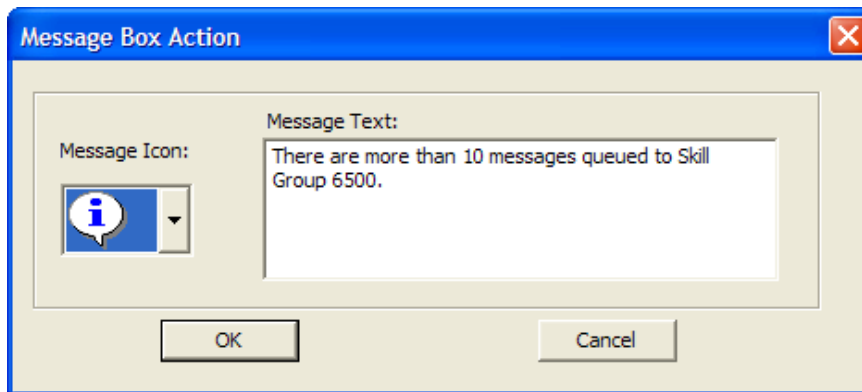 Message Box Action
Message Text:
Message Icon:
There are more than 10 messages queued to Skill
Group 6500.
OK
Cancel